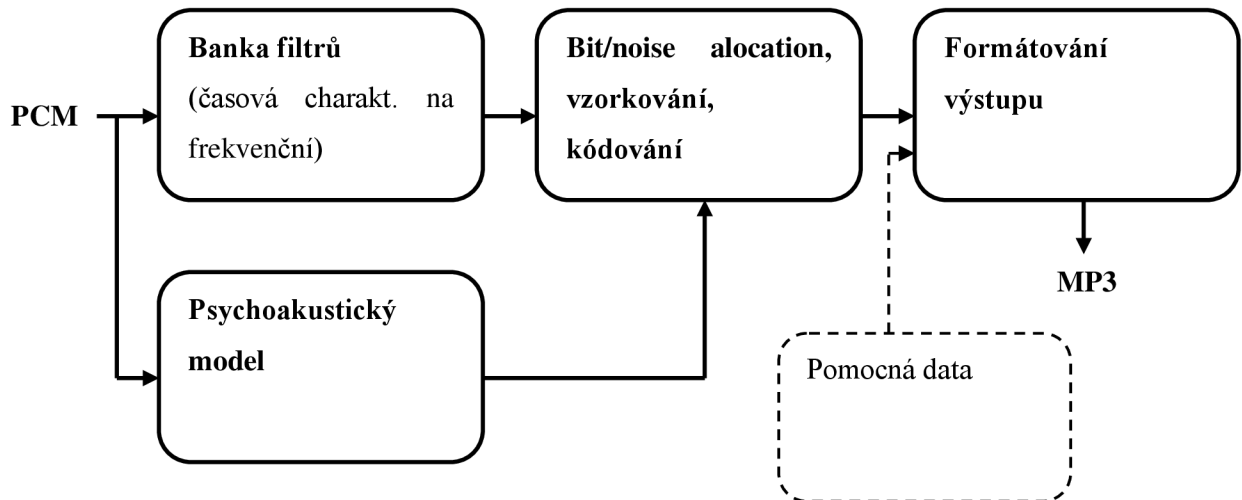 PCM
Banka filtrů
(časová charakt. na
frekvenční)
Bit/noise alocation,
vzorkování,
kódování
Formátování
výstupu
MP3
Psychoakustický
model
Pomocná data